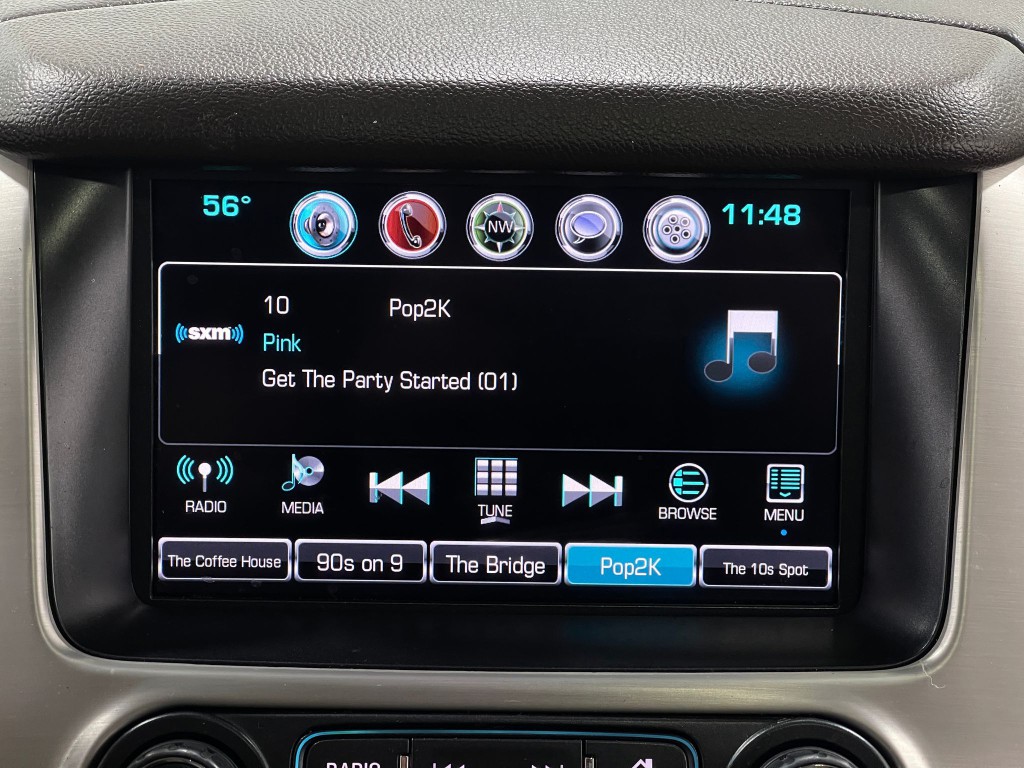 56° NW 11:48
10 Pop2K
((sxm))
Pink
Get The Party Started (01)
RADIO MEDIA TUNE BROWSE MENU
The Coffee House 90s on 9 The Bridge Pop2K The 10s Spot
RADIO